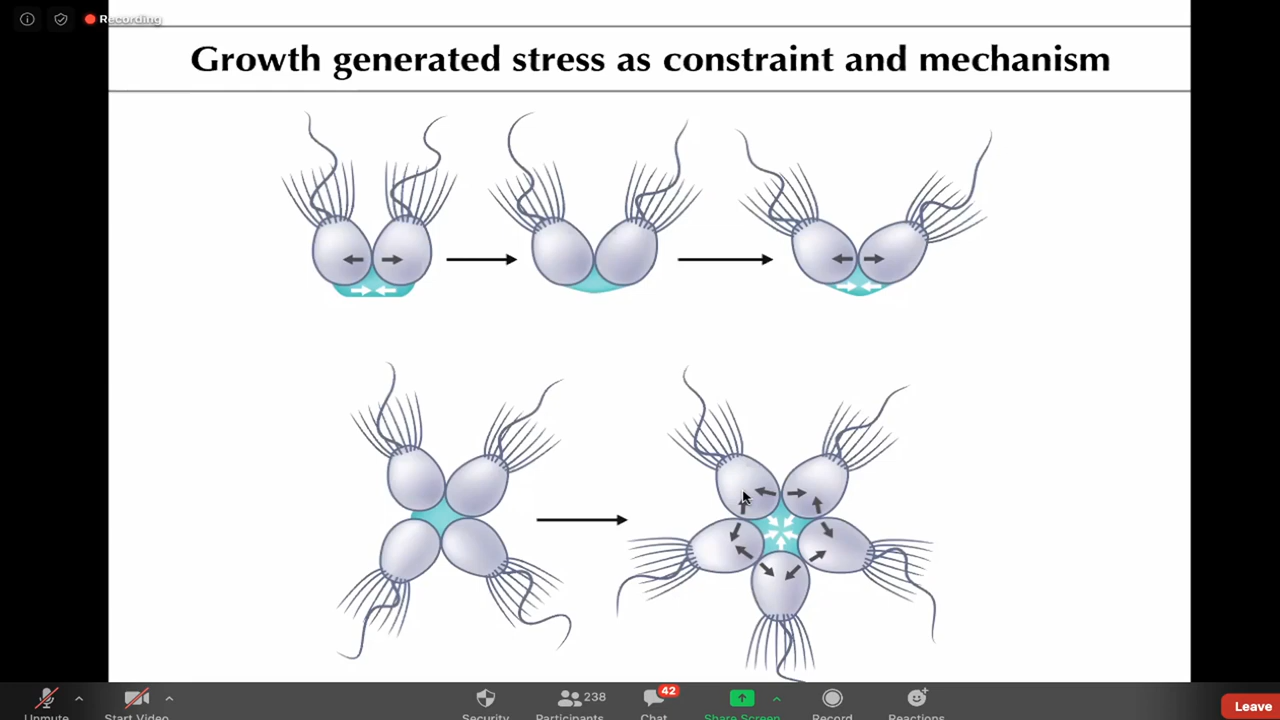 Recording
Growth generated stress as constraint and mechanism
42
238
Unmute
Start Video
Security
Participants
Chat
Share Screen
Record
Reactions
Leave